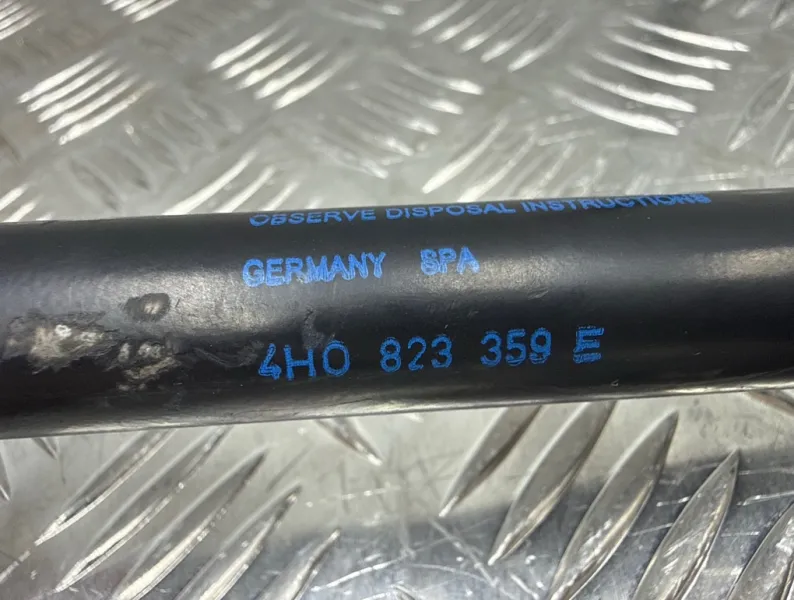 OBSERVE DISPOSAL INSTRUCTIONS
GERMANY SPA
4H0 823 359 E